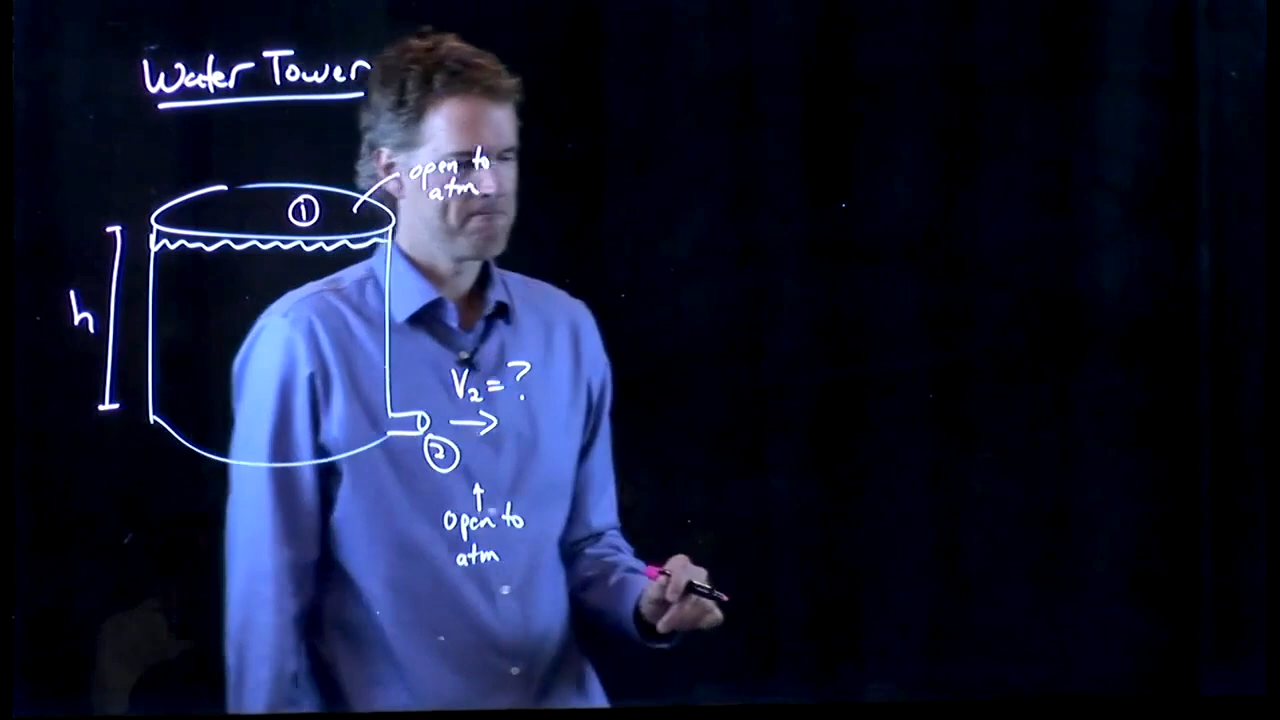 Water Tower
open to
atm
①
h
V₂ = ?
②
open to
atm